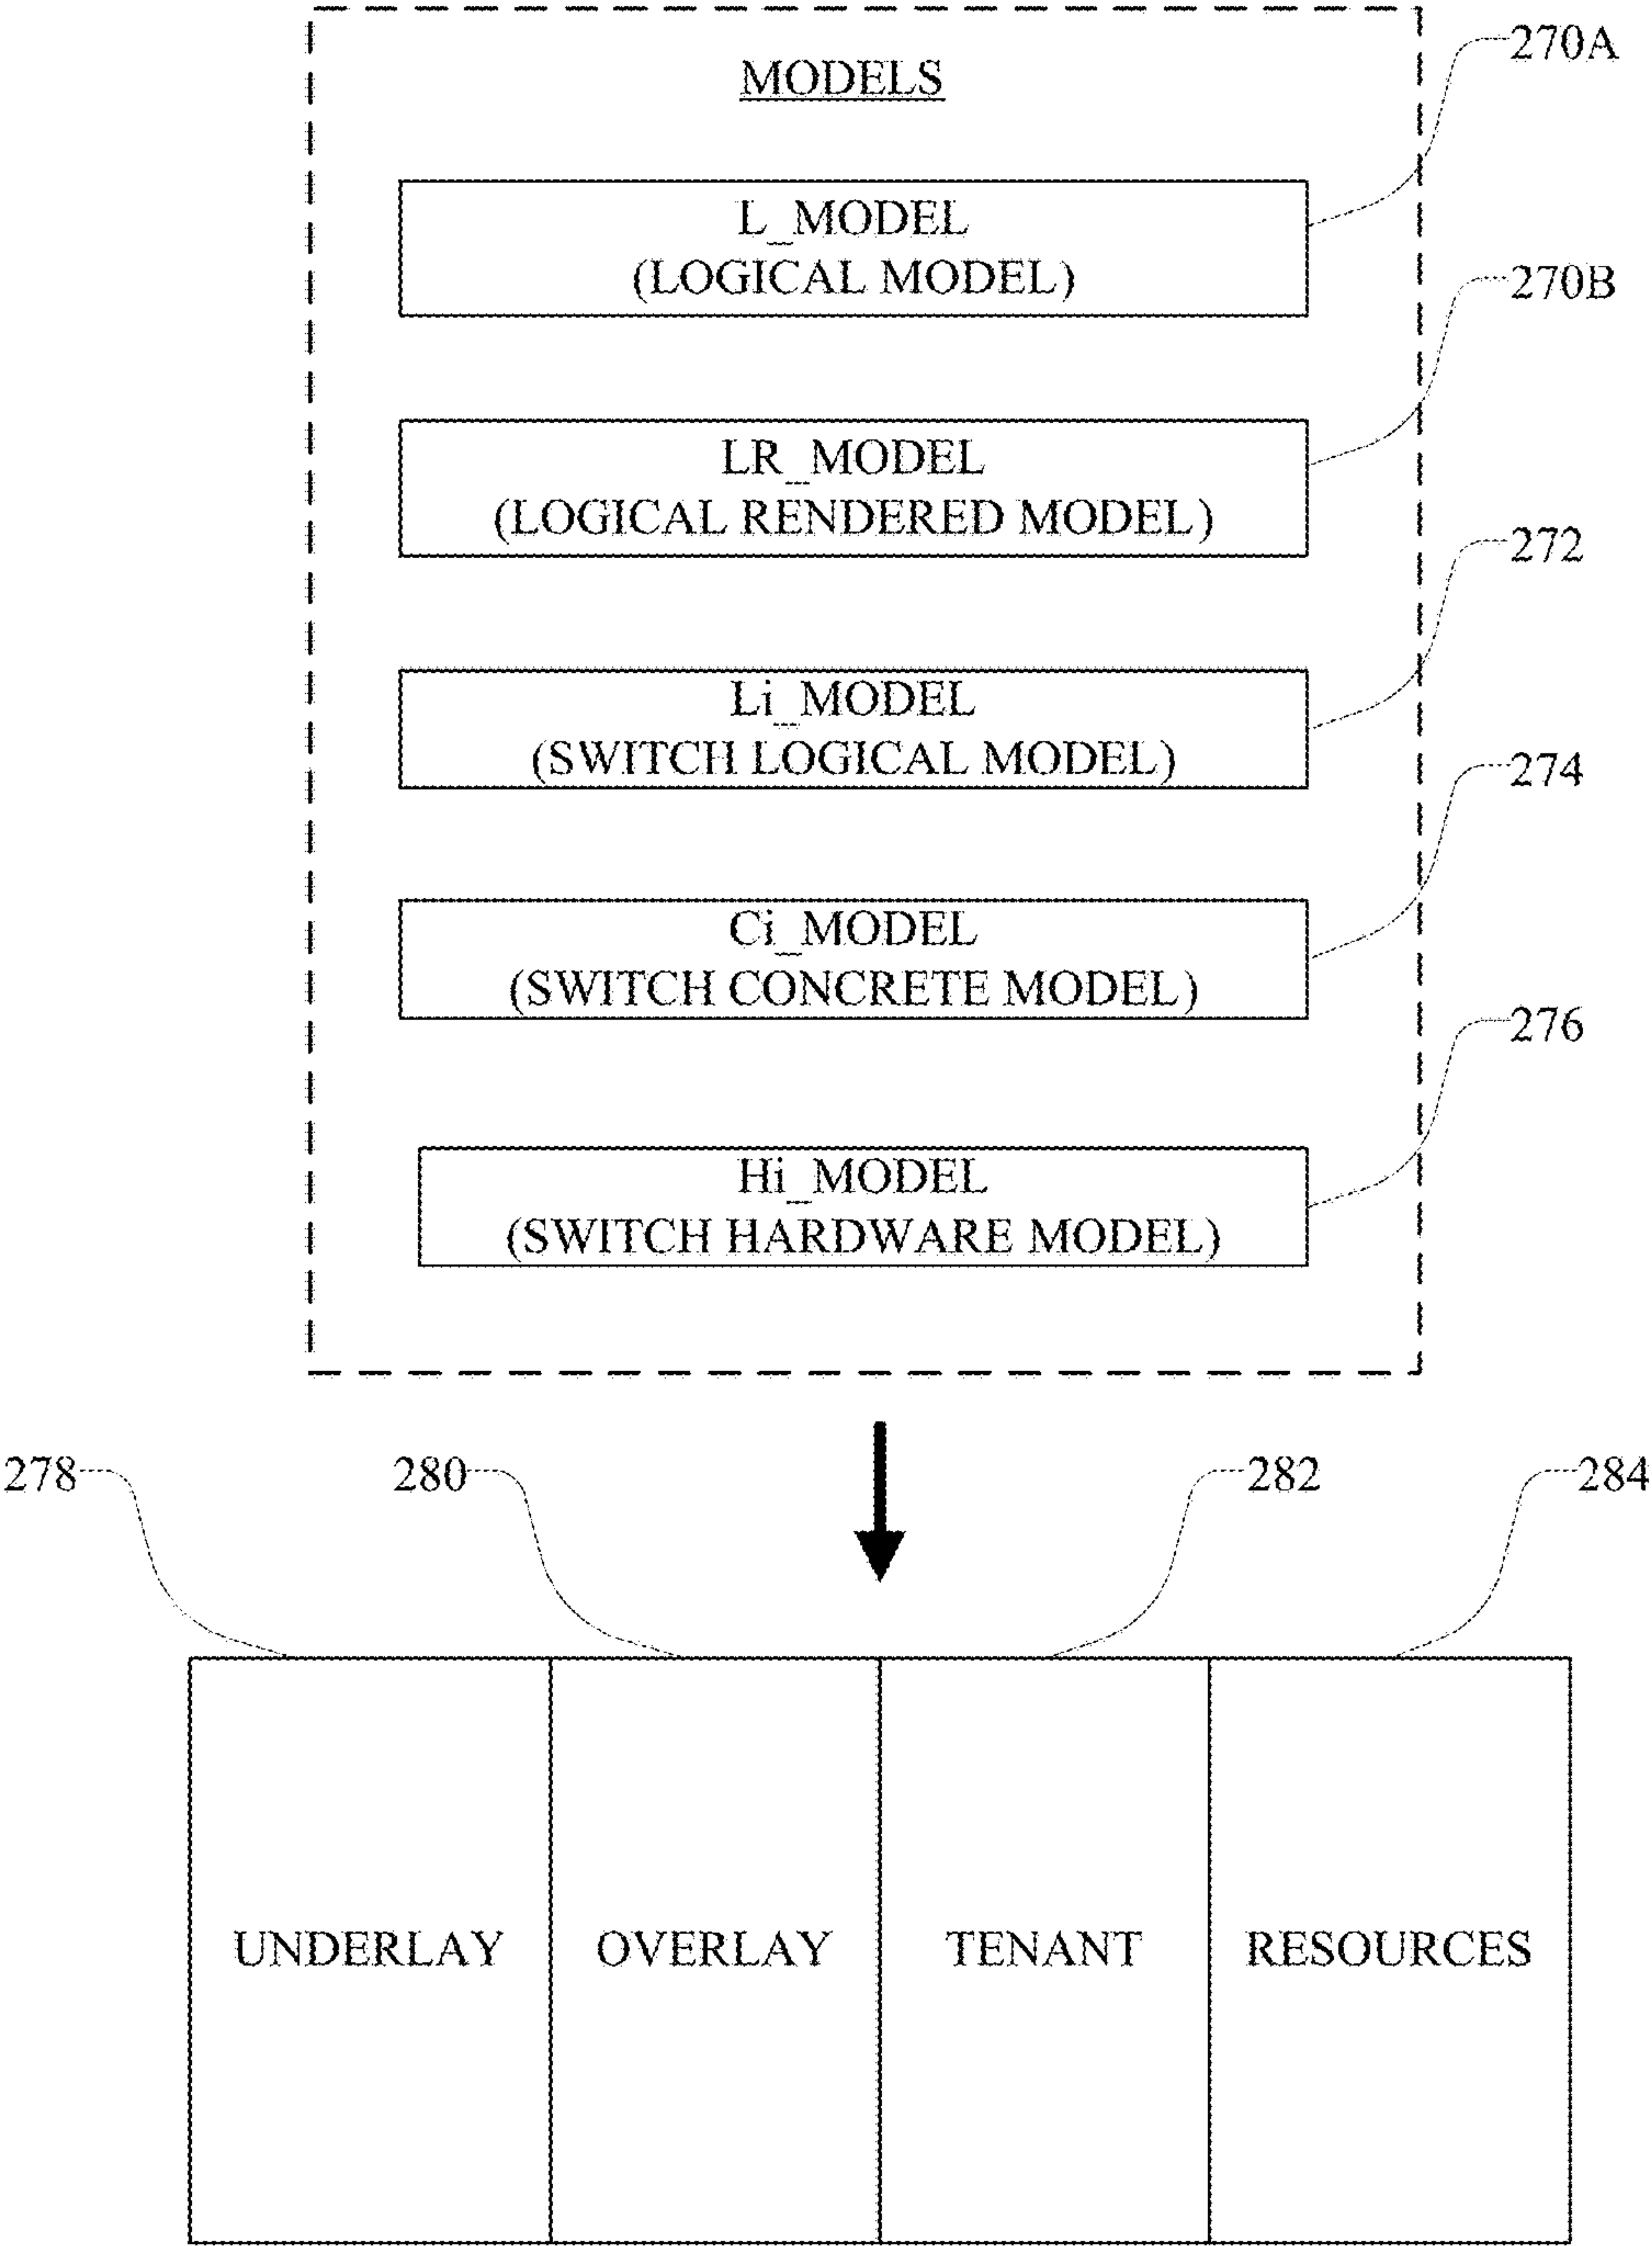 MODELS
270A
L_MODEL
(LOGICAL MODEL)
270B
LR_MODEL
(LOGICAL RENDERED MODEL)
272
Li_MODEL
(SWITCH LOGICAL MODEL)
274
Ci_MODEL
(SWITCH CONCRETE MODEL)
276
Hi_MODEL
(SWITCH HARDWARE MODEL)
278 280 282 284
UNDERLAY OVERLAY TENANT RESOURCES